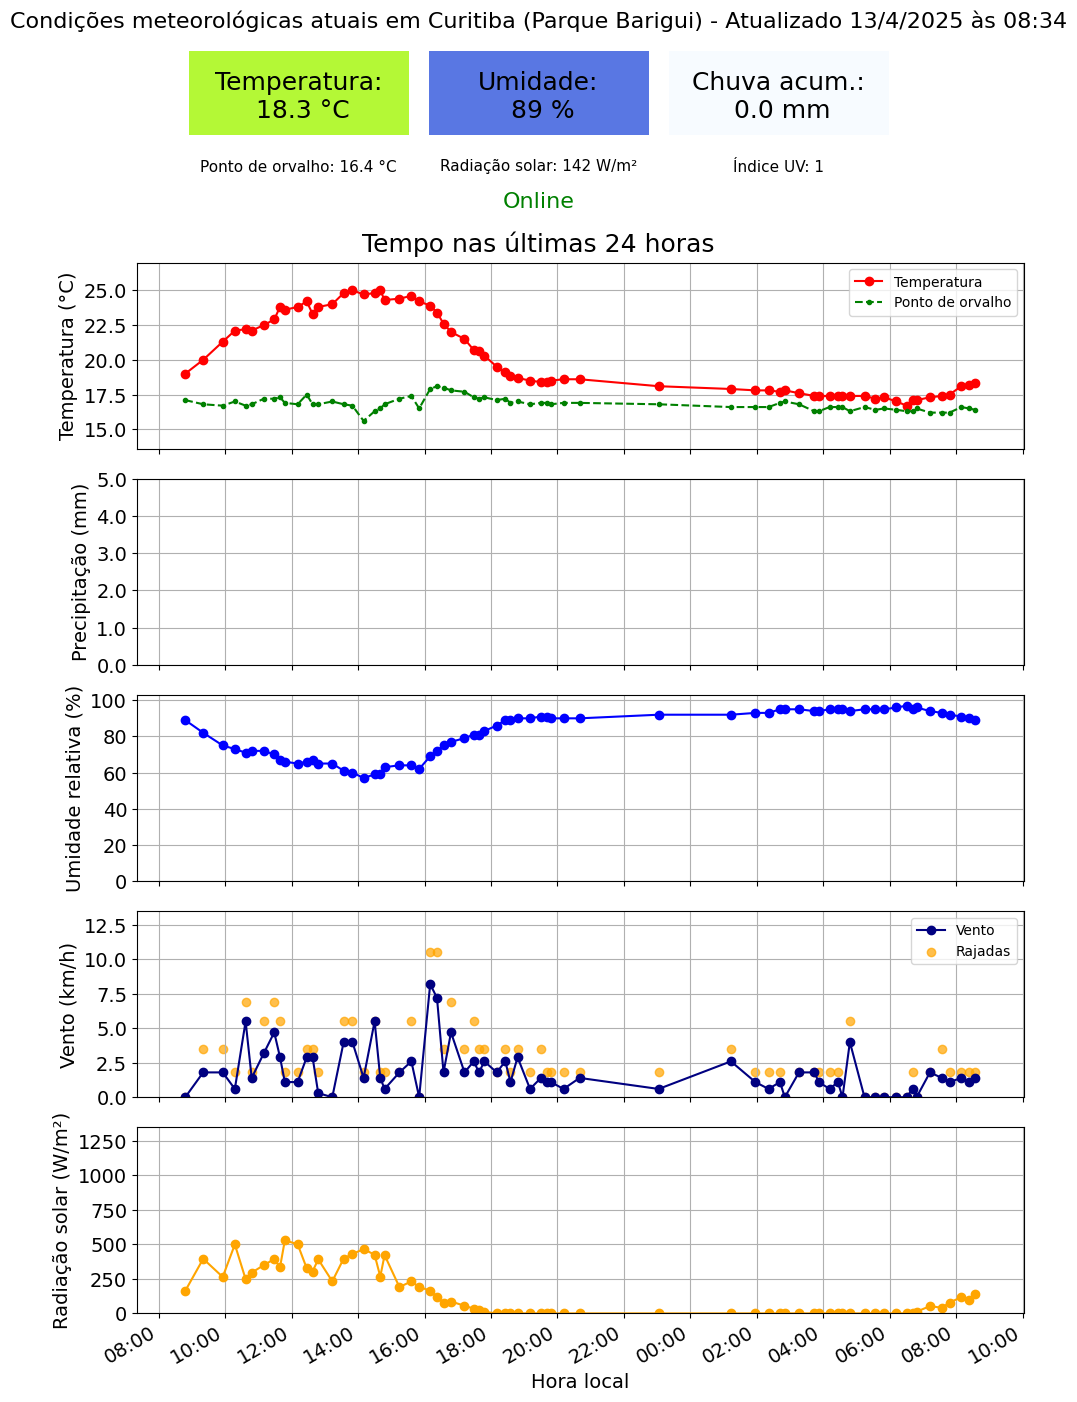 Condições meteorológicas atuais em Curitiba (Parque Barigui) - Atualizado 13/4/2025 às 08:34
Temperatura:
18.3 °C
Umidade:
89 %
Chuva acum.:
0.0 mm
Ponto de orvalho: 16.4 °C
Radiação solar: 142 W/m²
Índice UV: 1
Online
Tempo nas últimas 24 horas
Temperatura (°C)
25.0
22.5
20.0
17.5
15.0
Temperatura
Ponto de orvalho
Precipitação (mm)
5.0
4.0
3.0
2.0
1.0
0.0
Umidade relativa (%)
100
80
60
40
20
0
Vento (km/h)
12.5
10.0
7.5
5.0
2.5
0.0
Vento
Rajadas
Radiação solar (W/m²)
1250
1000
750
500
250
0
08:00
10:00
12:00
14:00
16:00
18:00
20:00
22:00
00:00
02:00
04:00
06:00
08:00
10:00
Hora local